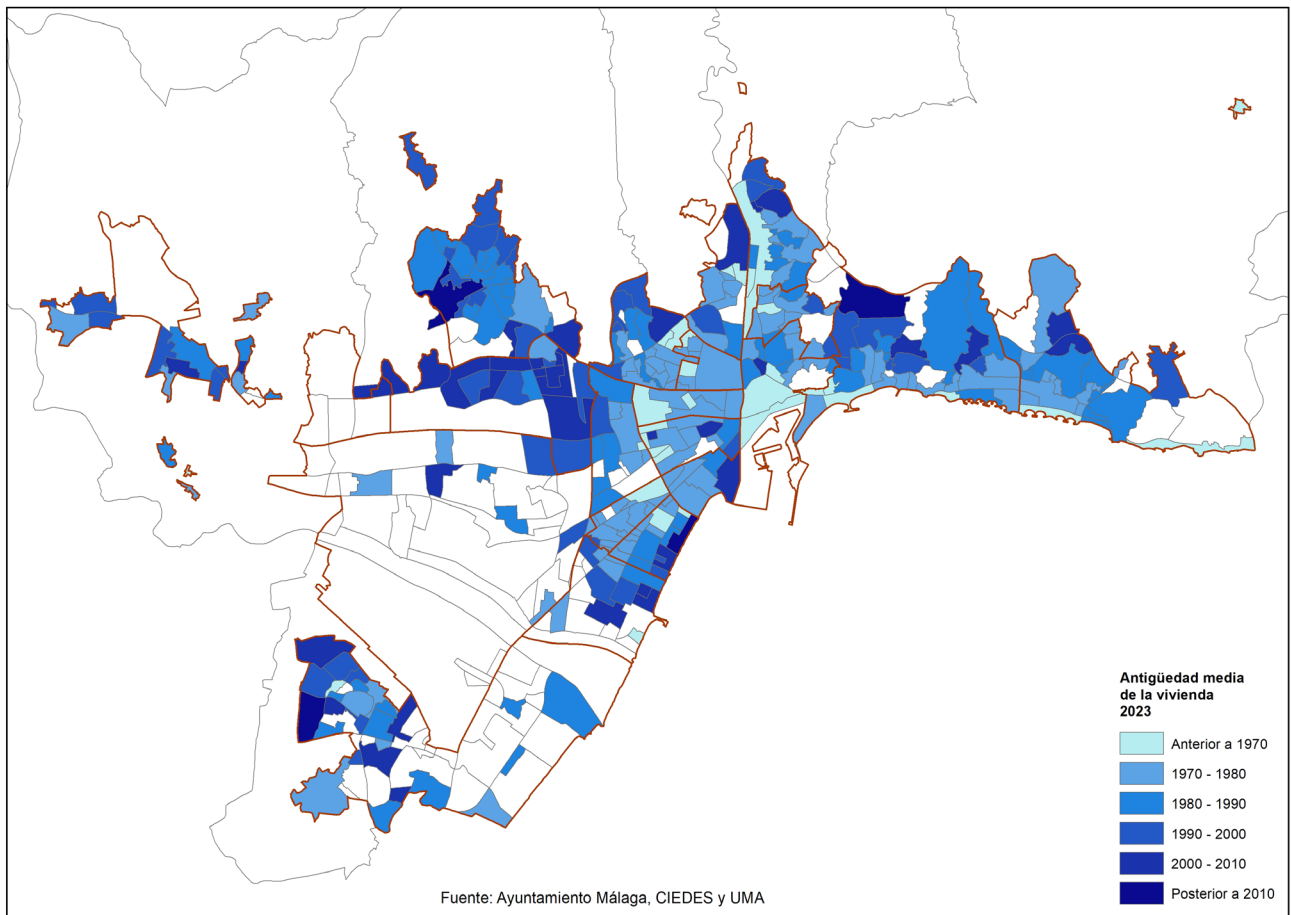 Antigüedad media
de la vivienda
2023
Anterior a 1970
1970 - 1980
1980 - 1990
1990 - 2000
2000 - 2010
Posterior a 2010
Fuente: Ayuntamiento Málaga, CIEDES y UMA